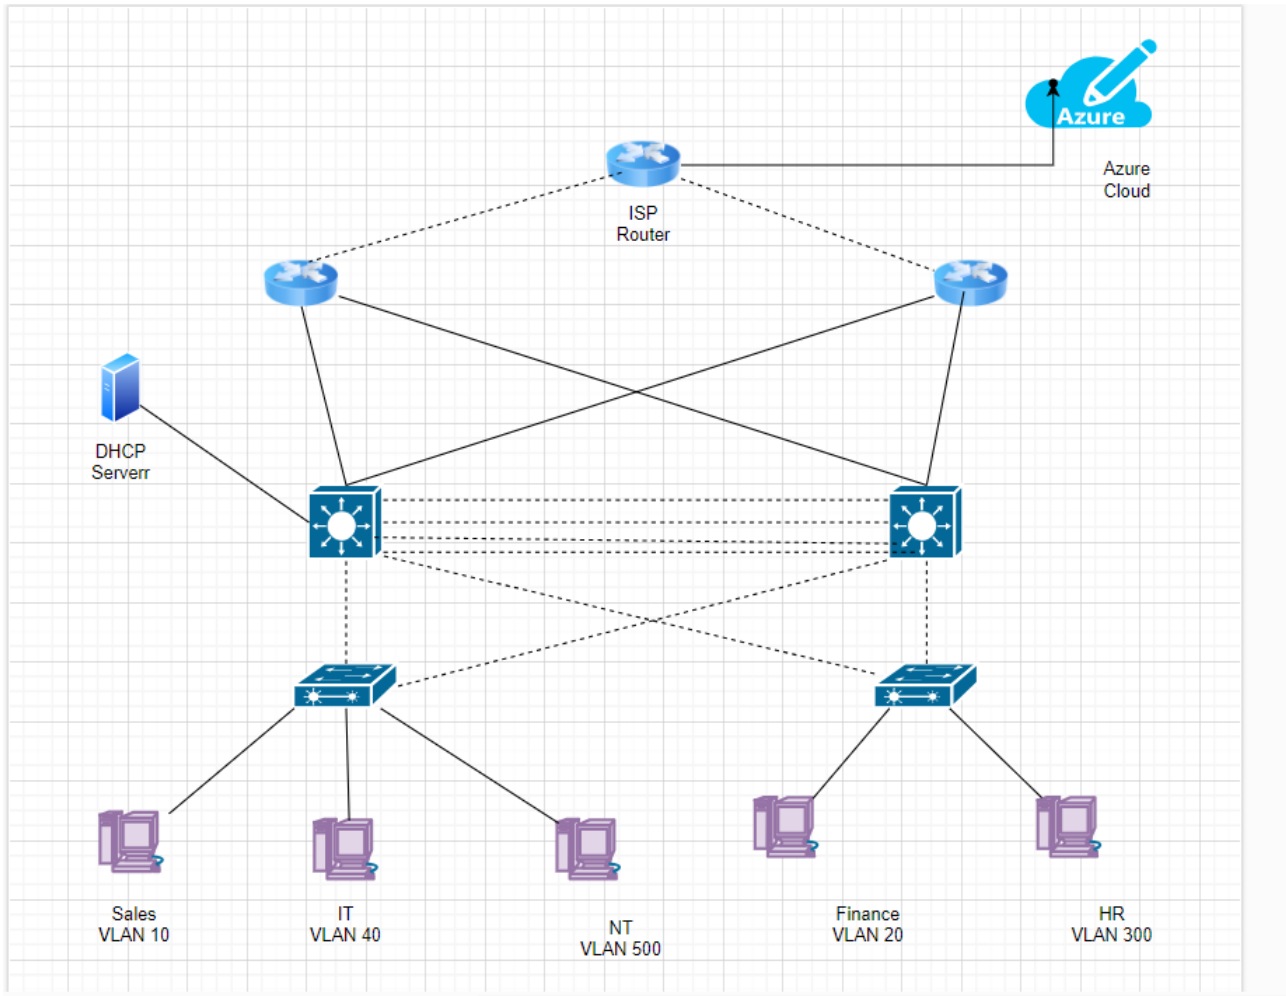 Azure
Azure
Cloud
ISP
Router
DHCP
Serverr
Sales
VLAN 10
IT
VLAN 40
NT
VLAN 500
Finance
VLAN 20
HR
VLAN 300